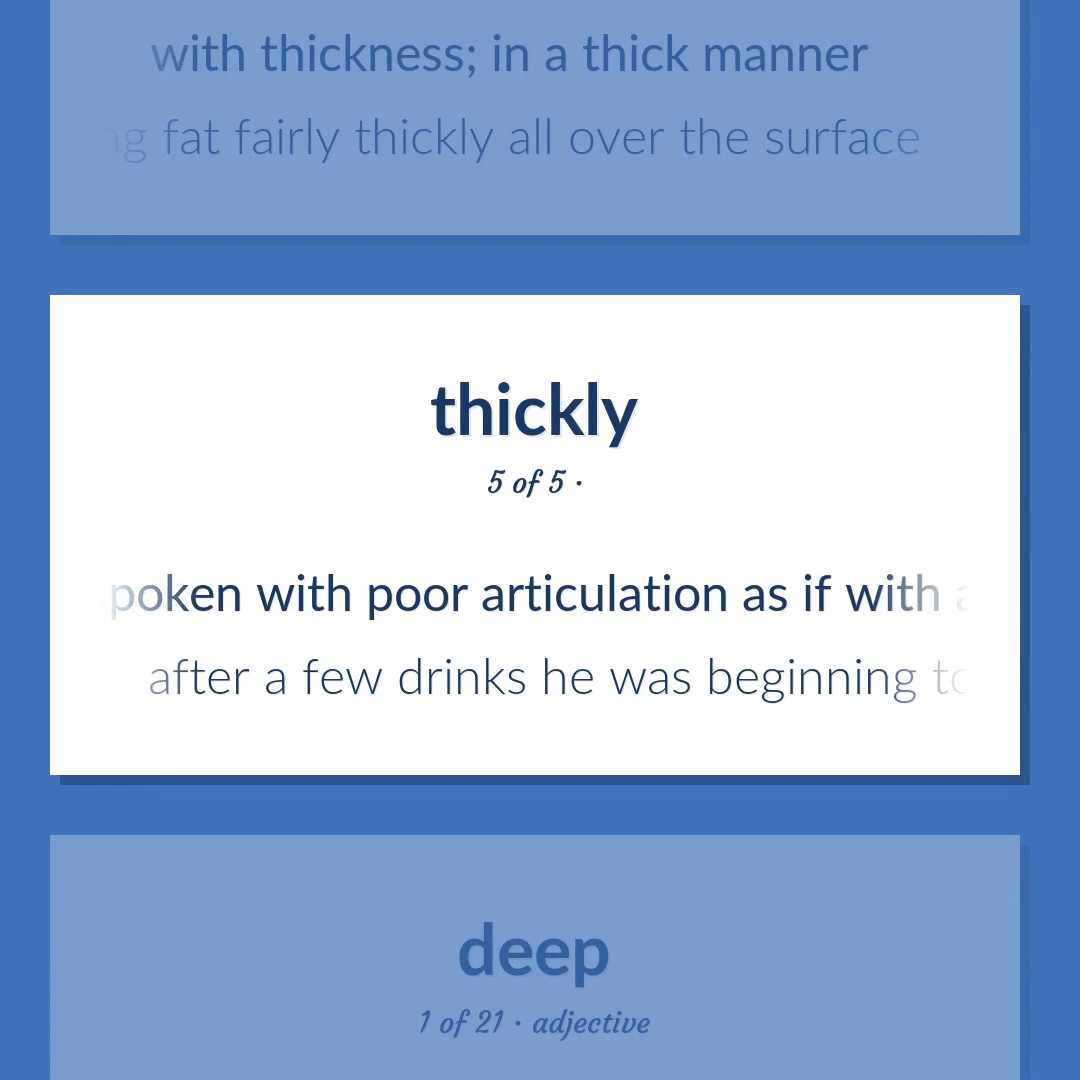 with thickness; in a thick manner
fat fairly thickly all over the surface
thickly
5 of 5 ·
poken with poor articulation as if with
after a few drinks he was beginning to
deep
1 of 21 · adjective